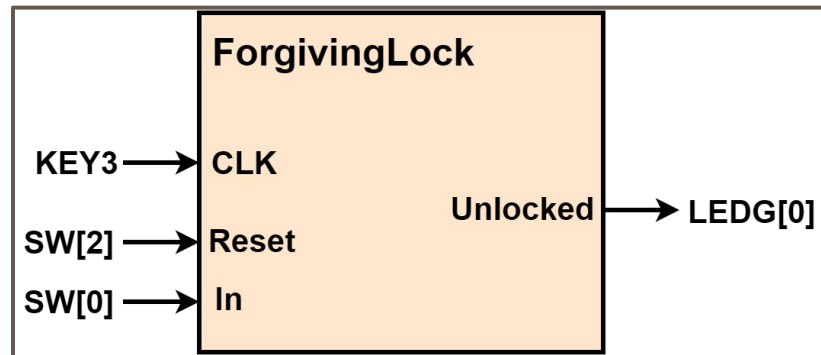 ForgivingLock
KEY3 CLK
Unlocked LEDG[0]
SW[2] Reset
SW[0] In